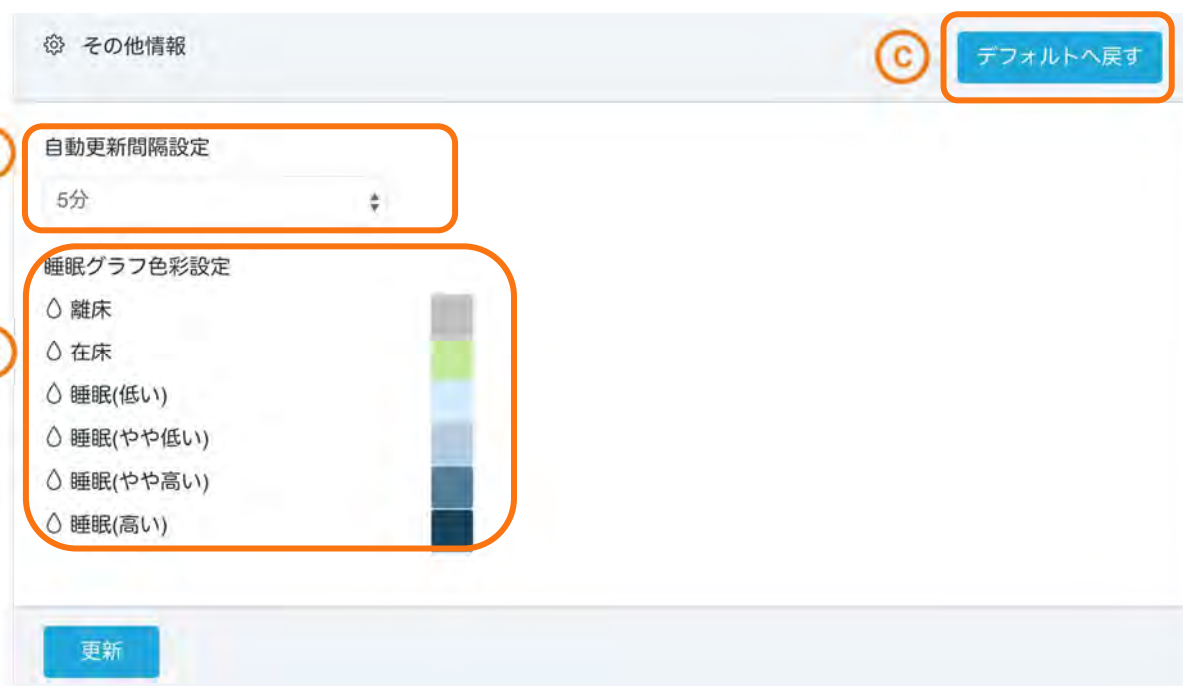 その他情報
C
デフォルトへ戻す
自動更新間隔設定
5分
睡眠グラフ色彩設定
離床
在床
睡眠(低い)
睡眠(やや低い)
睡眠(やや高い)
睡眠(高い)
更新